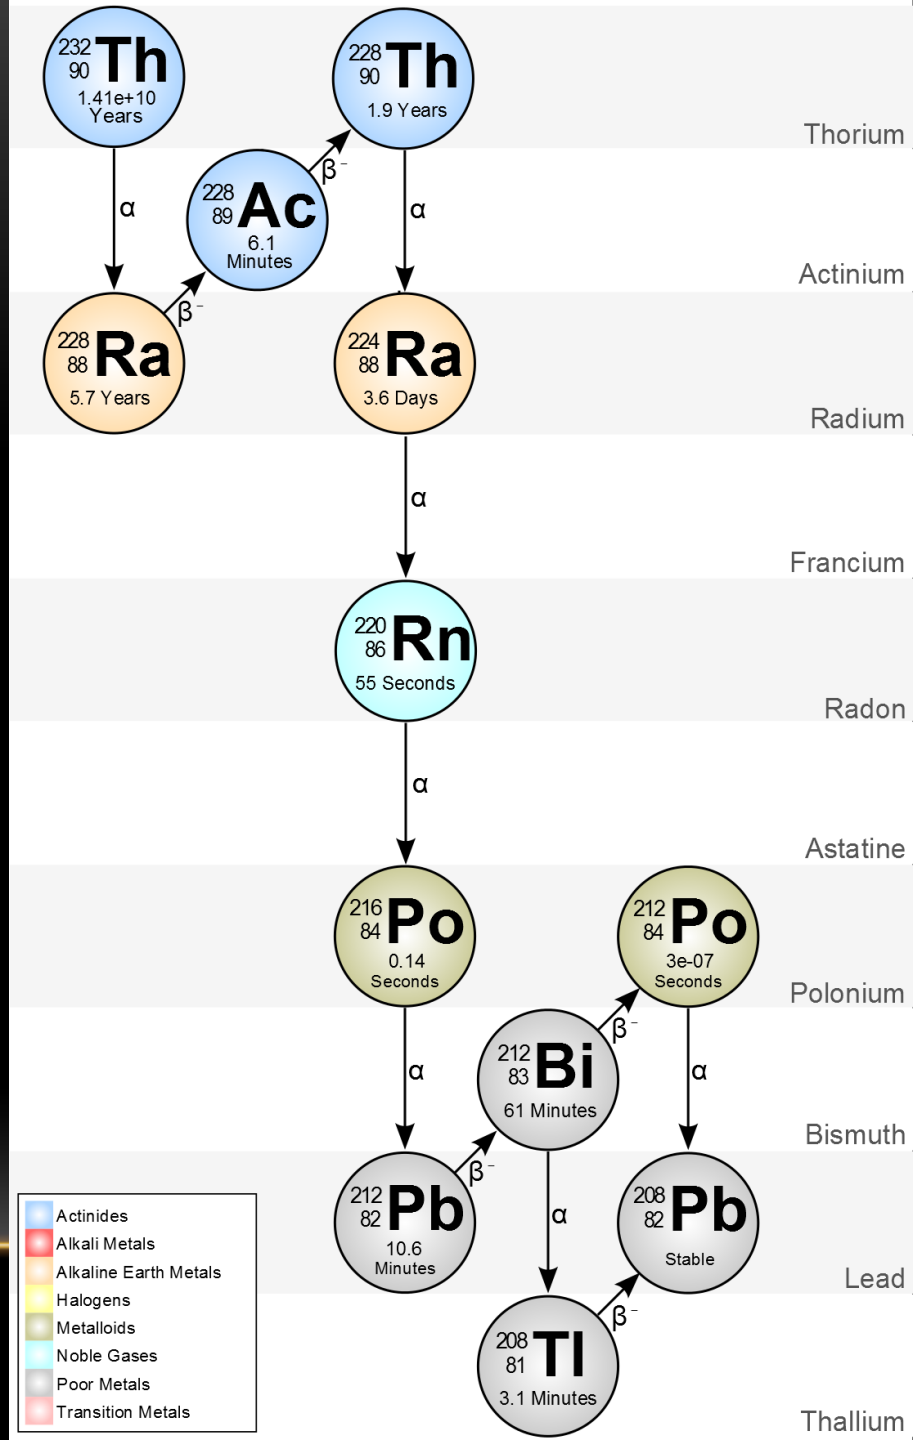 232
90
Th
1.41e+10
Years
228
90
Th
1.9 Years
Thorium
α
β⁻
228
89
Ac
6.1
Minutes
α
Actinium
β⁻
228
88
Ra
5.7 Years
224
88
Ra
3.6 Days
Radium
α
Francium
220
86
Rn
55 Seconds
Radon
α
Astatine
216
84
Po
0.14
Seconds
212
84
Po
3e-07
Seconds
Polonium
α
β⁻
212
83
Bi
61 Minutes
α
Bismuth
β⁻
212
82
Pb
10.6
Minutes
α
208
82
Pb
Stable
Lead
β⁻
208
81
Tl
3.1 Minutes
Thallium
Actinides
Alkali Metals
Alkaline Earth Metals
Halogens
Metalloids
Noble Gases
Poor Metals
Transition Metals